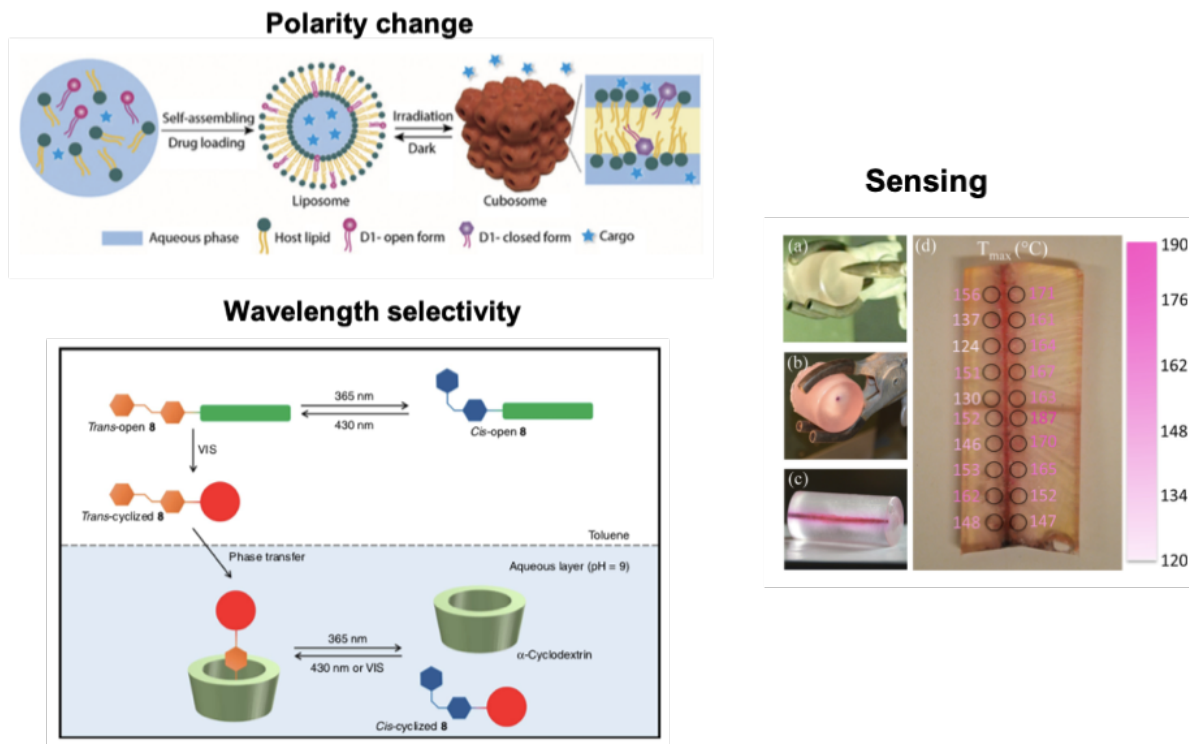 Polarity change
Self-assembling
Drug loading
Irradiation
Dark
Liposome
Cubosome
Aqueous phase
Host lipid
D1- open form
D1- closed form
Cargo
Wavelength selectivity
365 nm
430 nm
Trans-open 8
Cis-open 8
VIS
Trans-cyclized 8
Toluene
Phase transfer
Aqueous layer (pH = 9)
365 nm
430 nm or VIS
α-Cyclodextrin
Cis-cyclized 8
Sensing
(a)
(b)
(c)
(d)
Tmax (°C)
156
137
124
151
130
152 187
146
153 165
162 152
148 147
190
176
162
148
134
120